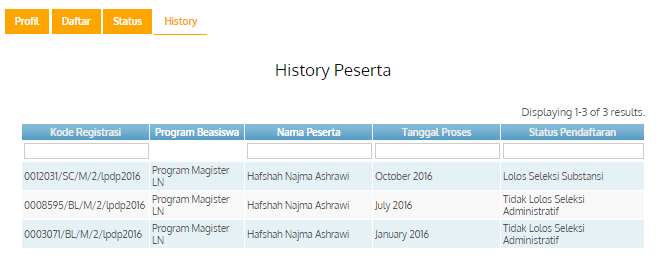 Profil Daftar Status History
History Peserta
Displaying 1-3 of 3 results.
Kode Registrasi Program Beasiswa Nama Peserta Tanggal Proses Status Pendaftaran
0012031/SC/M/2/lpdp2016 Program Magister LN Hafshah Najma Ashrawi October 2016 Lolos Seleksi Substansi
0008595/BL/M/2/lpdp2016 Program Magister LN Hafshah Najma Ashrawi July 2016 Tidak Lolos Seleksi Administratif
0003071/BL/M/2/lpdp2016 Program Magister LN Hafshah Najma Ashrawi January 2016 Tidak Lolos Seleksi Administratif